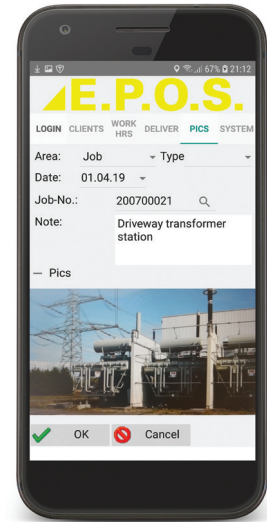 67% 21:12
E.P.O.S.
LOGIN CLIENTS WORK HRS DELIVER PICS SYSTEM
Area: Job Type
Date: 01.04.19
Job-No.: 200700021
Note: Driveway transformer
station
— Pics
OK Cancel